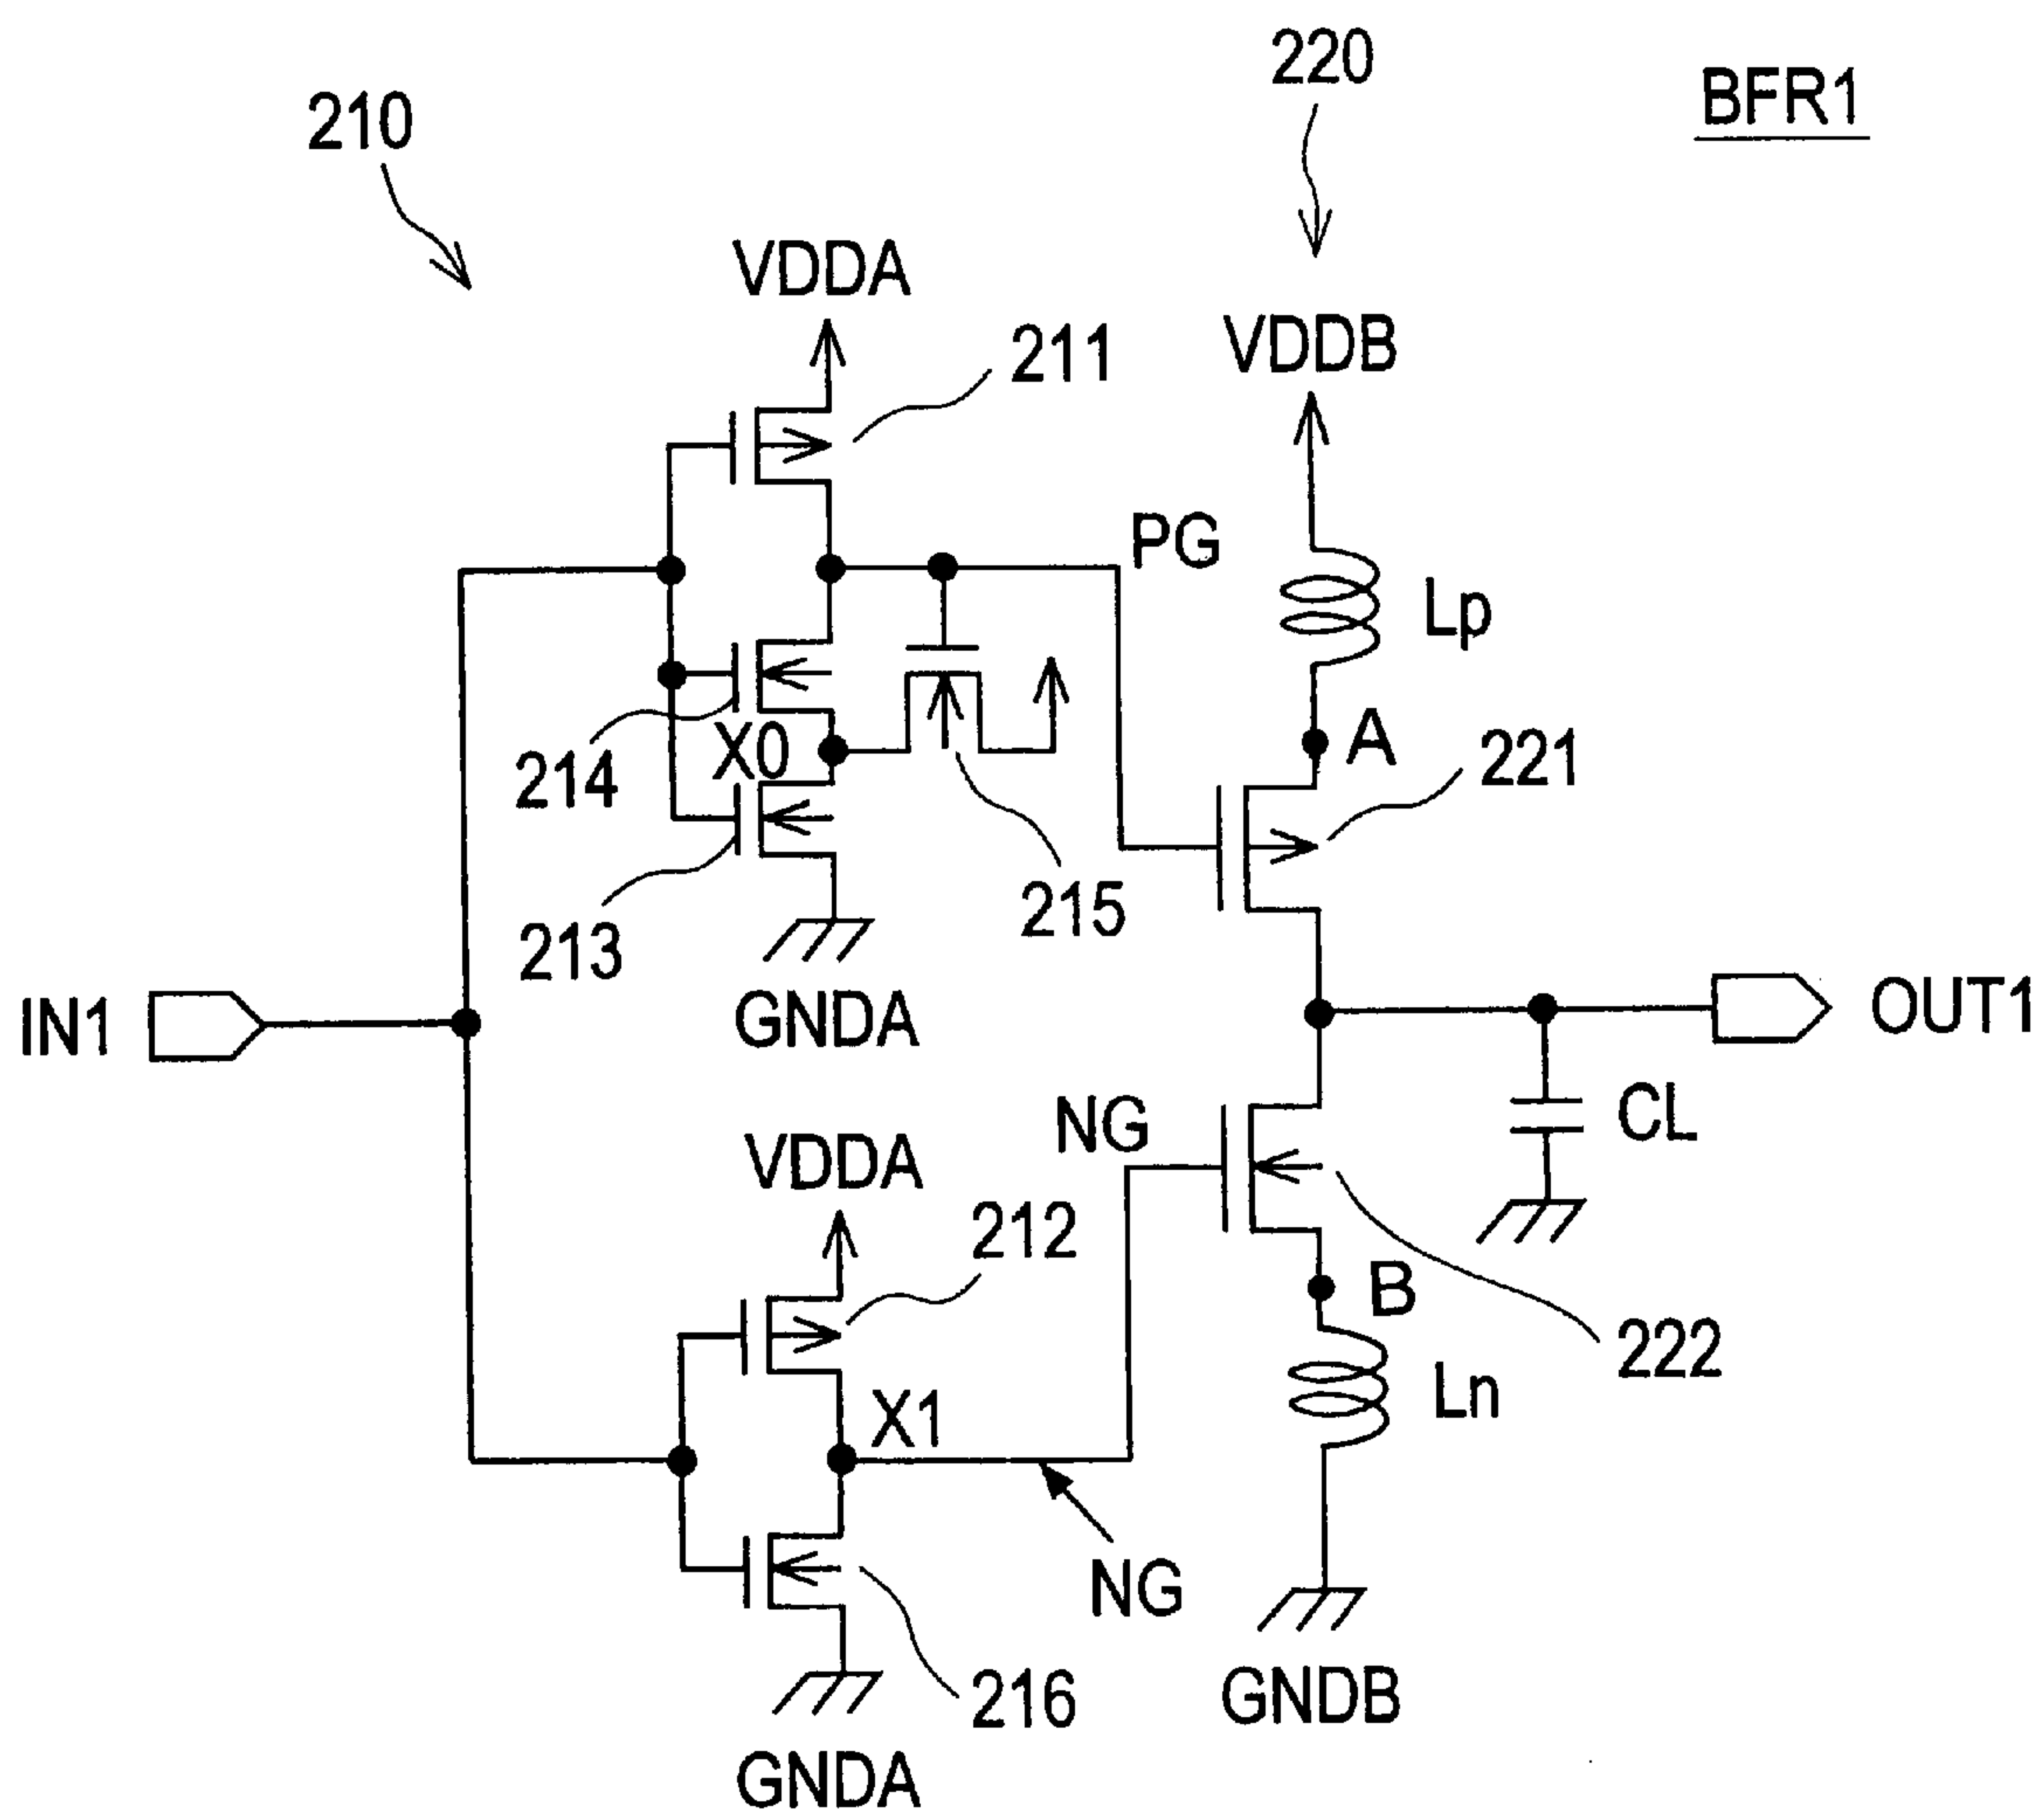 220
BFR1
210
VDDA
211
VDDB
PG
Lp
214
X0
A
221
215
213
GNDA
IN1
OUT1
NG
CL
VDDA
212
B
222
X1
Ln
NG
216
GNDB
GNDA